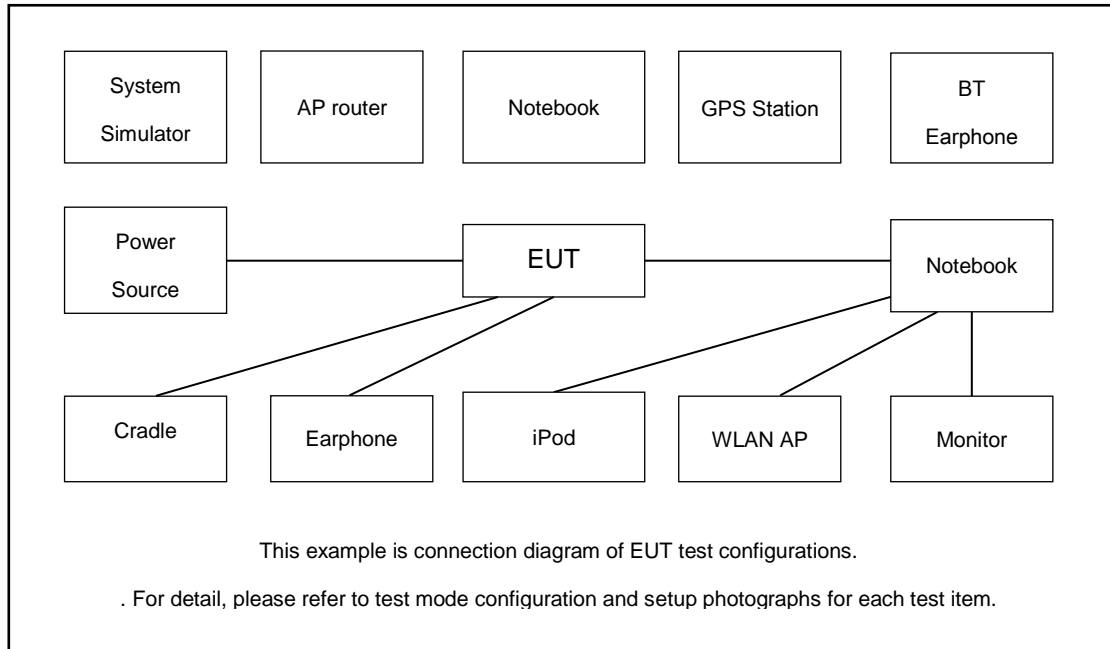 System
Simulator
AP router
Notebook
GPS Station
BT
Earphone
Power
Source
EUT
Notebook
Cradle
Earphone
iPod
WLAN AP
Monitor
This example is connection diagram of EUT test configurations.
. For detail, please refer to test mode configuration and setup photographs for each test item.